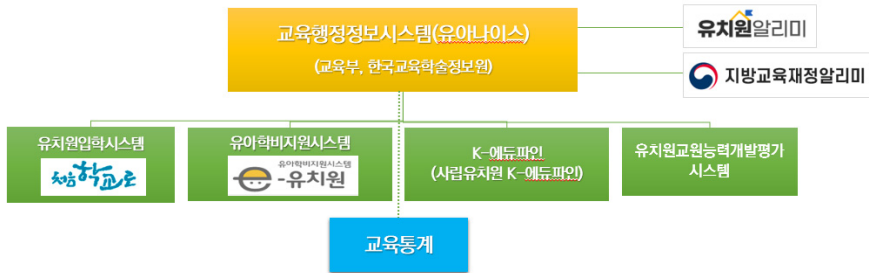 교육행정정보시스템(유아나이스)
(교육부, 한국교육학술정보원)
유치원알리미
지방교육재정알리미
유치원입학시스템
처음학교로
유아학비지원시스템
유아학비지원시스템
e-유치원
K-에듀파인
(사립유치원 K-에듀파인)
유치원교원능력개발평가
시스템
교육통계